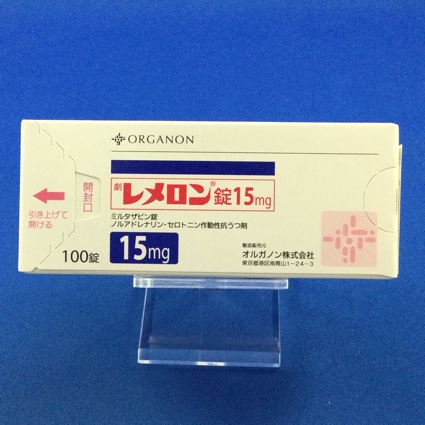 ORGANON
劇 レメロン®錠15mg
ミルタザピン錠
ノルアドレナリン・セロトニン作動性抗うつ剤
15mg
100錠
開封口
引き上げて
開ける
製造販売元
オルガノン株式会社
東京都港区南青山1-24-3